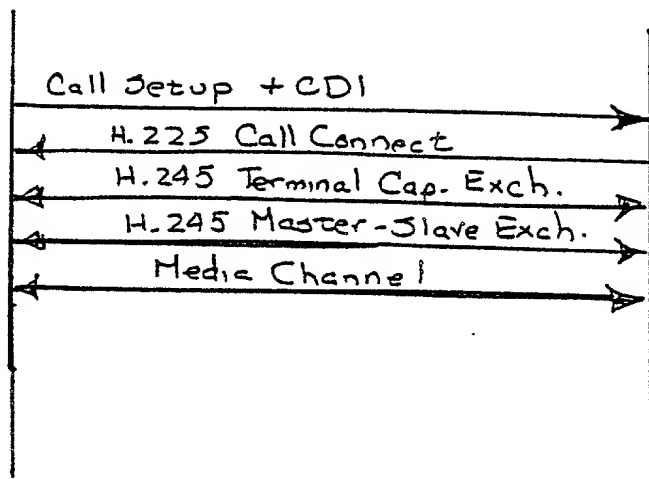 Call Setup + CDI
H.225 Call Connect
H.245 Terminal Cap. Exch.
H.245 Master-Slave Exch.
Media Channel